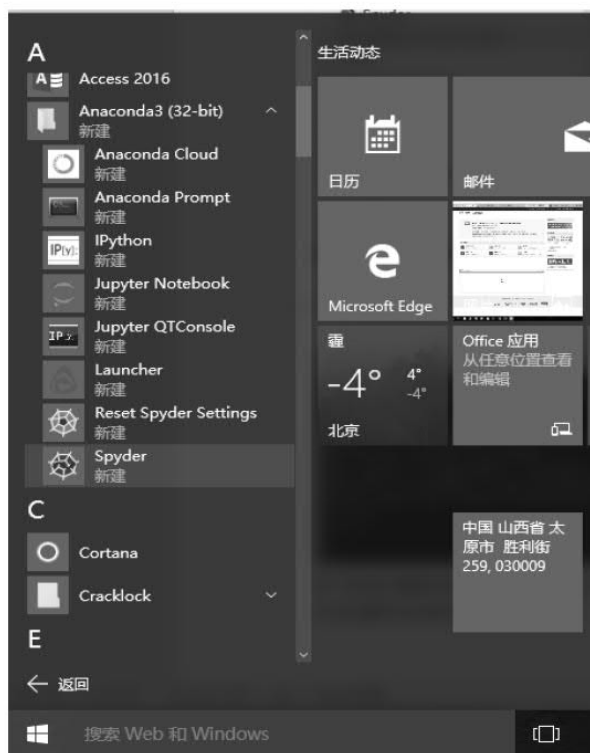 Spyder
A
Access 2016
Anaconda3 (32-bit)
新建
Anaconda Cloud
新建
Anaconda Prompt
新建
IPython
新建
Jupyter Notebook
新建
Jupyter QTConsole
新建
Launcher
新建
Reset Spyder Settings
新建
Spyder
新建
C
Cortana
Cracklock
E
返回
搜索 Web 和 Windows
生活动态
日历
邮件
Microsoft Edge
霾
-4°
4°
-4°
北京
Office 应用
从任意位置查看
和编辑
中国 山西省 太
原市 胜利街
259, 030009